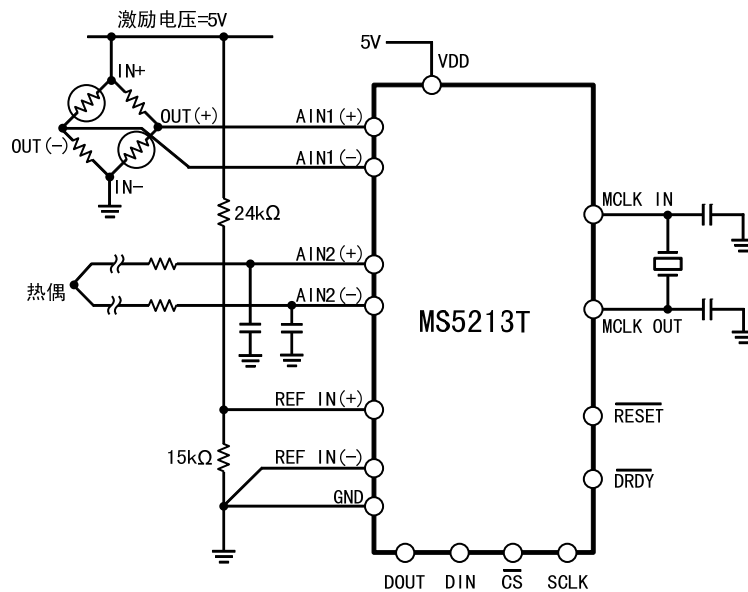 激励电压=5V
5V
VDD
IN+
OUT(+)
AIN1(+)
OUT(-)
AIN1(-)
IN-
MCLK IN
24kΩ
AIN2(+)
热偶
AIN2(-)
MS5213T
MCLK OUT
REF IN(+)
RESET
15kΩ
REF IN(-)
DRDY
GND
DOUT DIN CS SCLK